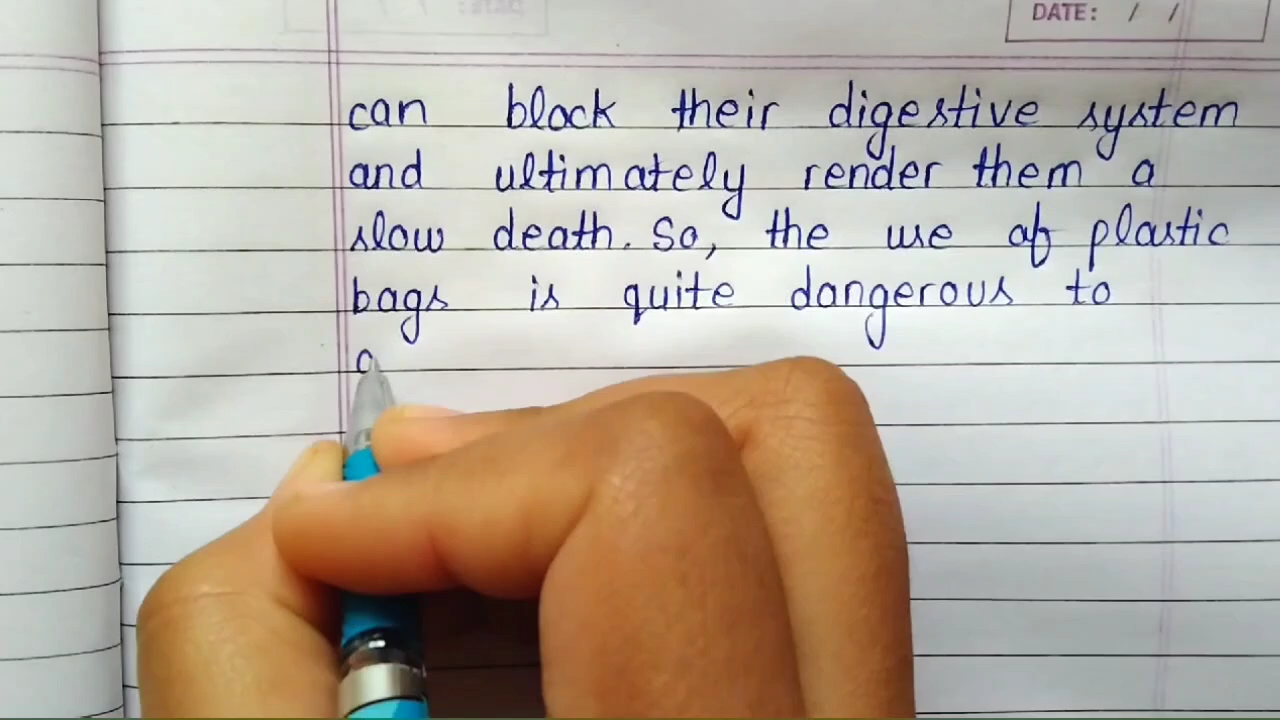 DATE: / /
can block their digestive system
and ultimately render them a
slow death. So, the use of plastic
bags is quite dangerous to